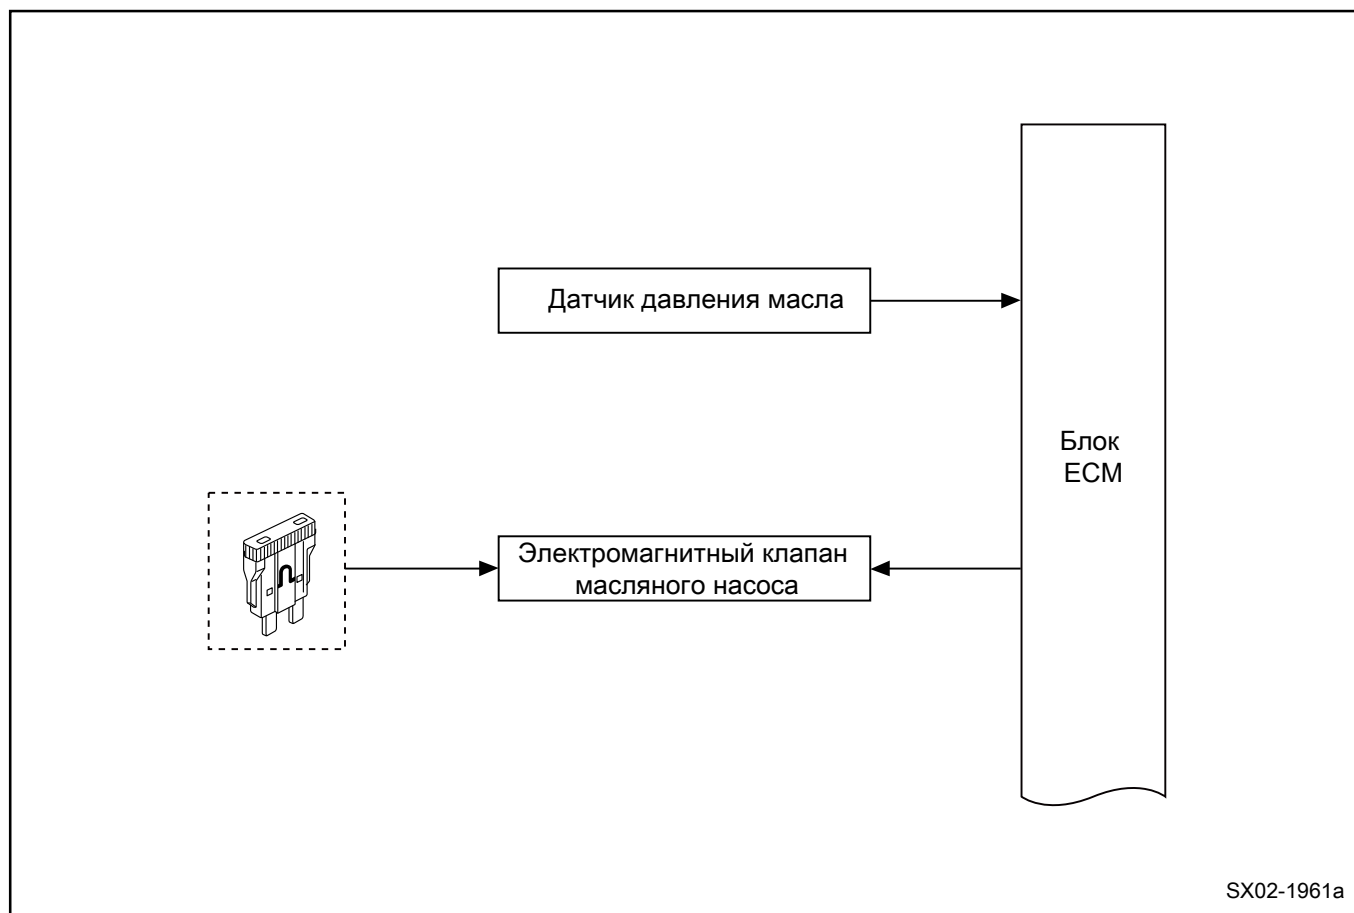 Датчик давления масла
Блок
ECM
Электромагнитный клапан
масляного насоса
SX02-1961a